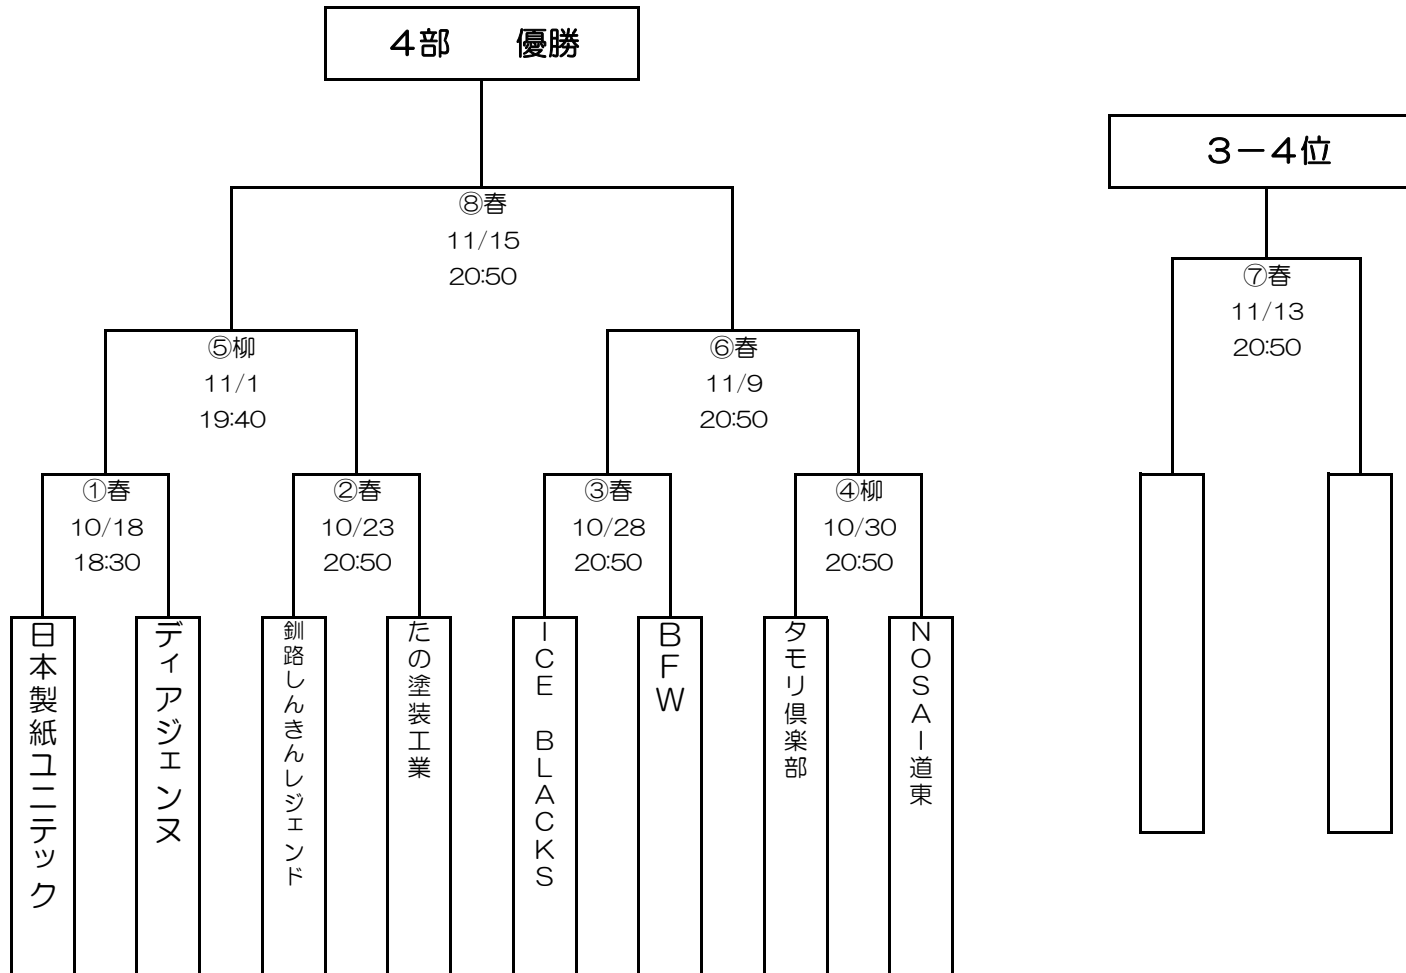 ４部　　優勝
３－４位
⑧春
11/15
20:50
⑦春
11/13
20:50
⑤柳
11/1
19:40
⑥春
11/9
20:50
①春
10/18
18:30
②春
10/23
20:50
③春
10/28
20:50
④柳
10/30
20:50
日本製紙ユニテック
ディアジェンヌ
釧路しんきんレジェンド
たの塗装工業
ＩＣＥ　ＢＬＡＣＫＳ
ＢＦＷ
タモリ倶楽部
ＮＯＳＡＩ道東